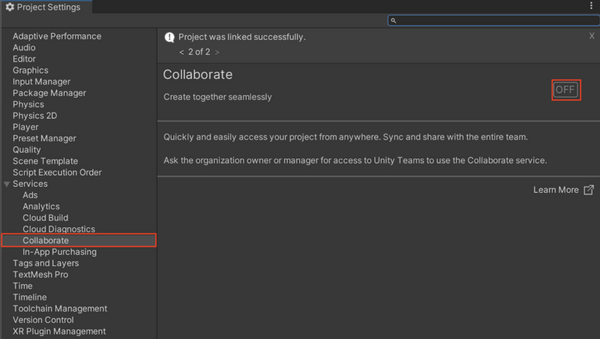 Project Settings
Adaptive Performance
Audio
Editor
Graphics
Input Manager
Package Manager
Physics
Physics 2D
Player
Preset Manager
Quality
Scene Template
Script Execution Order
Services
Ads
Analytics
Cloud Build
Cloud Diagnostics
Collaborate
In-App Purchasing
Tags and Layers
TextMesh Pro
Time
Timeline
Toolchain Management
Version Control
XR Plugin Management
Project was linked successfully. X
< 2 of 2 >
Collaborate
OFF
Create together seamlessly
Quickly and easily access your project from anywhere. Sync and share with the entire team.
Ask the organization owner or manager for access to Unity Teams to use the Collaborate service.
Learn More